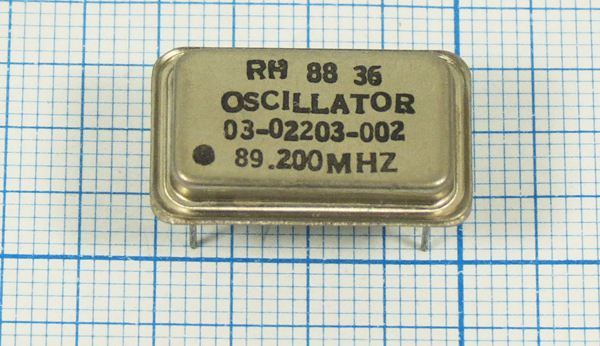 RH 88 36
OSCILLATOR
03-02203-002
89.200MHZ